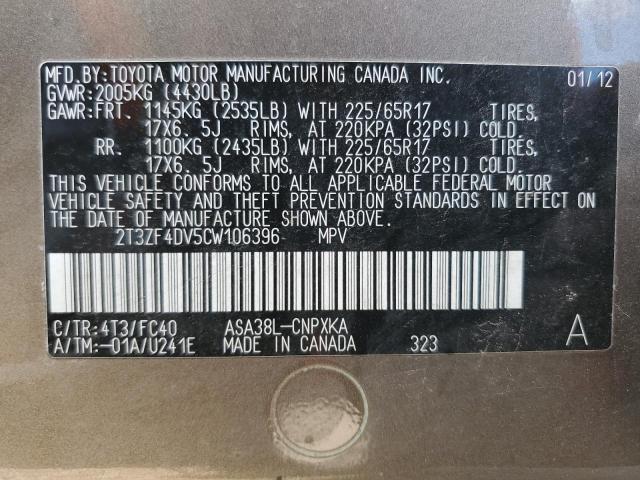 MFD.BY:TOYOTA MOTOR MANUFACTURING CANADA INC. 01/12
GVWR:2005KG (4430LB)
GAWR:FRT. 1145KG (2535LB) WITH 225/65R17 TIRES,
17X6. 5J RIMS, AT 220KPA (32PSI) COLD.
RR. 1100KG (2435LB) WITH 225/65R17 TIRES,
17X6. 5J RIMS, AT 220KPA (32PSI) COLD.
THIS VEHICLE CONFORMS TO ALL APPLICABLE FEDERAL MOTOR
VEHICLE SAFETY AND THEFT PREVENTION STANDARDS IN EFFECT ON
THE DATE OF MANUFACTURE SHOWN ABOVE.
2T3ZF4DV5CW106396 MPV
C/TR:4T3/FC40 ASA38L-CNPXKA A
A/TM:-01A/U241E MADE IN CANADA 323